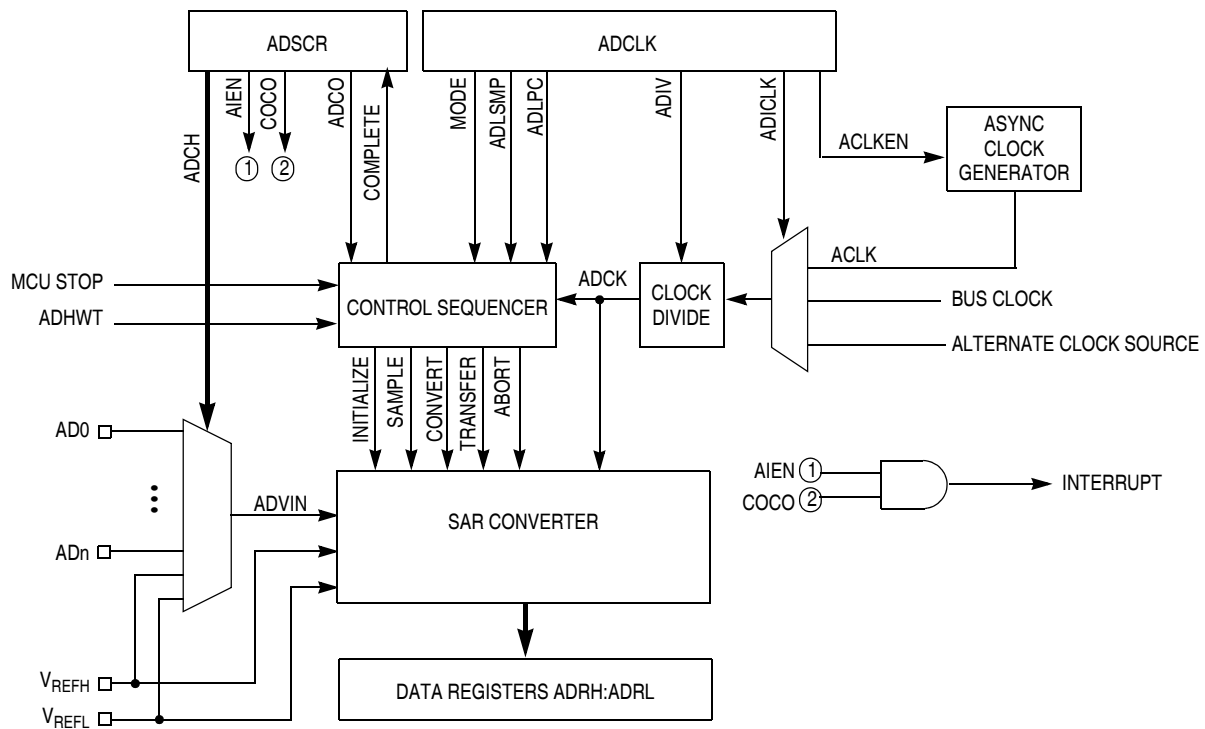 ADSCR
ADCLK
ADCH
AIEN
COCO
ADCO
COMPLETE
MODE
ADLSMP
ADLPC
ADIV
ADICLK
ACLKEN
ASYNC
CLOCK
GENERATOR
1
2
MCU STOP
ADHWT
CONTROL SEQUENCER
ADCK
CLOCK
DIVIDE
ACLK
BUS CLOCK
ALTERNATE CLOCK SOURCE
INITIALIZE
SAMPLE
CONVERT
TRANSFER
ABORT
AD0
ADn
ADVIN
SAR CONVERTER
AIEN 1
COCO 2
INTERRUPT
VREFH
VREFL
DATA REGISTERS ADRH:ADRL